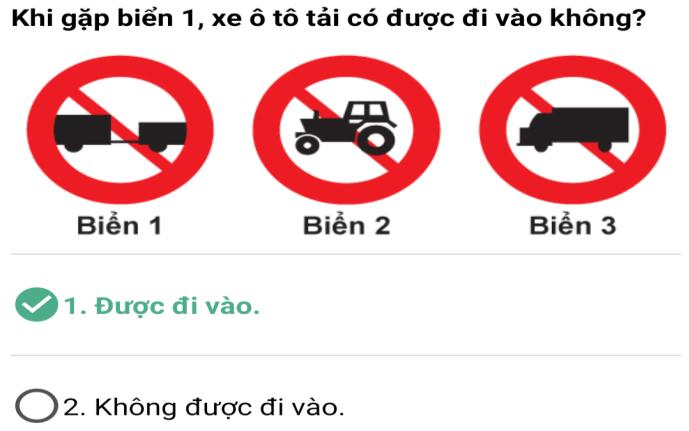 Khi gặp biển 1, xe ô tô tải có được đi vào không?
Biển 1 Biển 2 Biển 3
1. Được đi vào.
2. Không được đi vào.